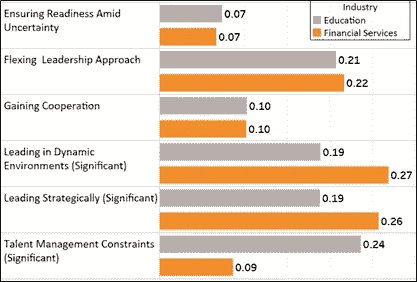 Industry
Education
Financial Services
Ensuring Readiness Amid
Uncertainty
0.07
0.07
Flexing Leadership Approach
0.21
0.22
Gaining Cooperation
0.10
0.10
Leading in Dynamic
Environments (Significant)
0.19
0.27
Leading Strategically (Significant)
0.19
0.26
Talent Management Constraints
(Significant)
0.24
0.09